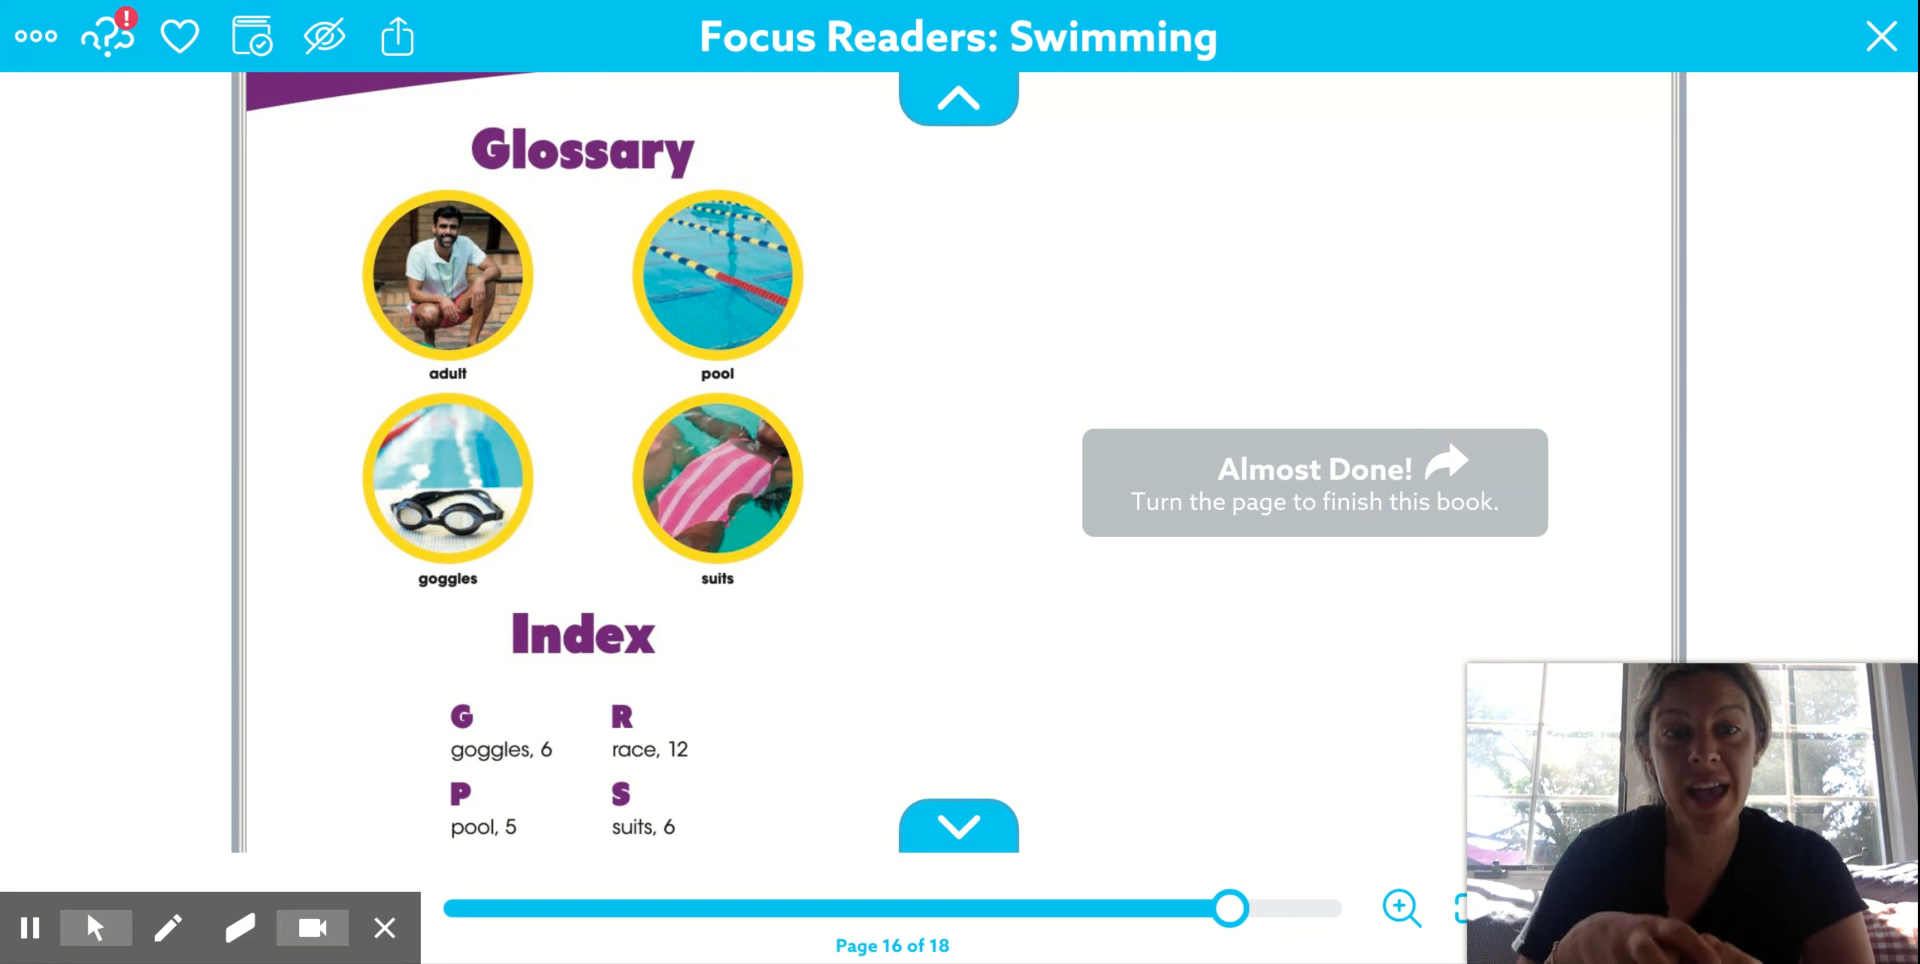 Focus Readers: Swimming
Glossary
adult
pool
goggles
suits
Index
G
goggles, 6
P
pool, 5
R
race, 12
S
suits, 6
Almost Done!
Turn the page to finish this book.
Page 16 of 18